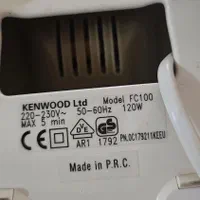 KENWOOD Ltd Model FC100
220-230V~ 50-60Hz 120W
MAX 5 min
AR1 1792
Made in P.R.C.